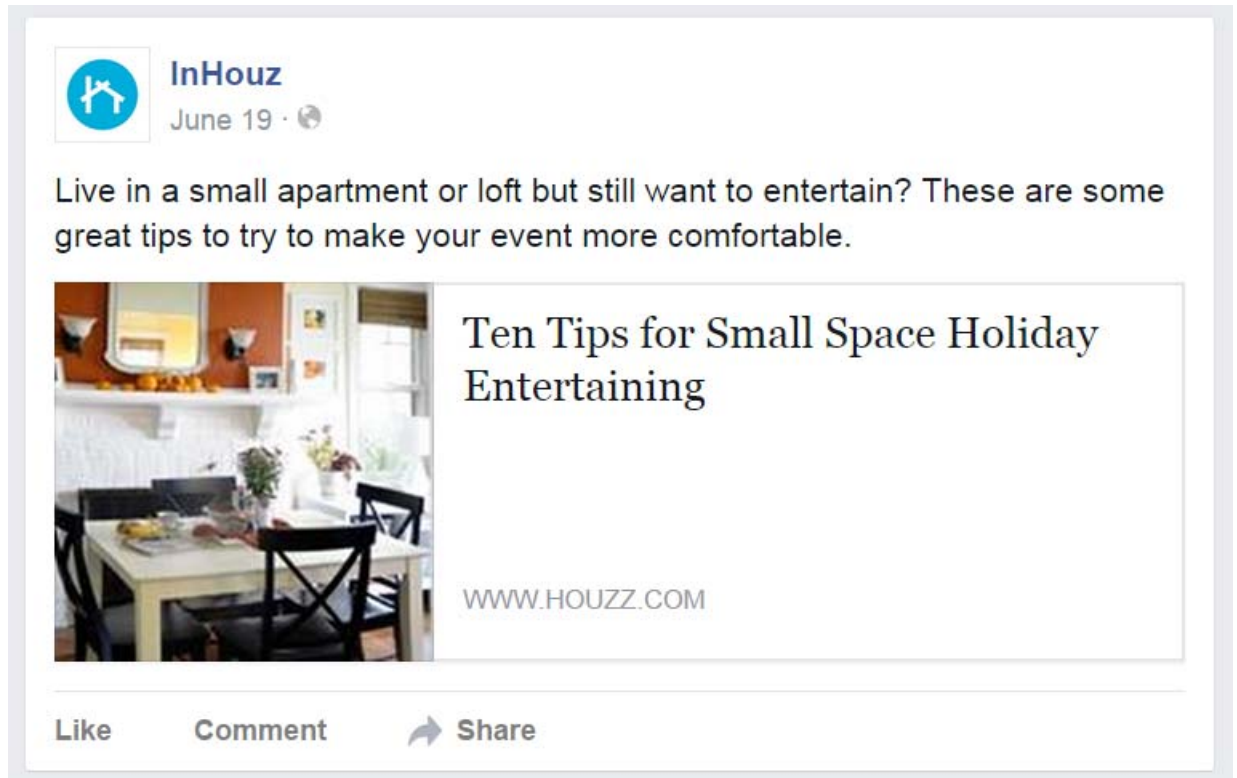 InHouz
June 19 ·
Live in a small apartment or loft but still want to entertain? These are some
great tips to try to make your event more comfortable.
Ten Tips for Small Space Holiday
Entertaining
WWW.HOUZZ.COM
Like Comment Share